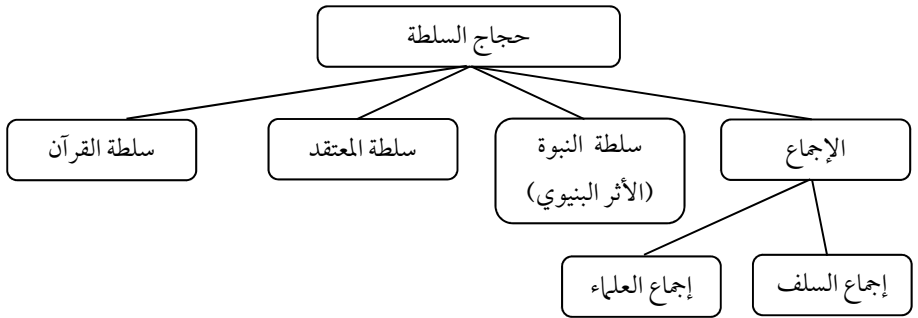 حجاج السلطة
الإجماع
سلطة النبوة
(الأثر البنيوي)
سلطة المعتقد
سلطة القرآن
إجماع السلف
إجماع العلماء